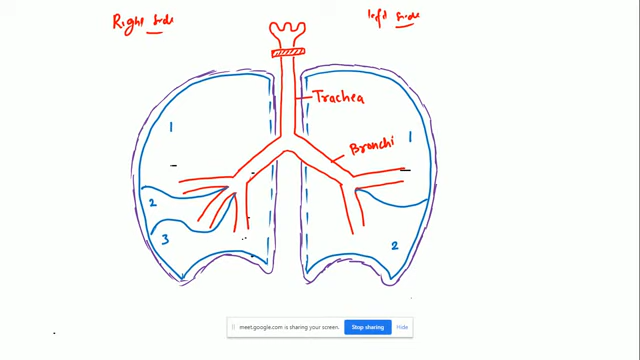 Right side
left side
Trachea
Bronchi
1
1
2
3
2
meet.google.com is sharing your screen.
Stop sharing
Hide